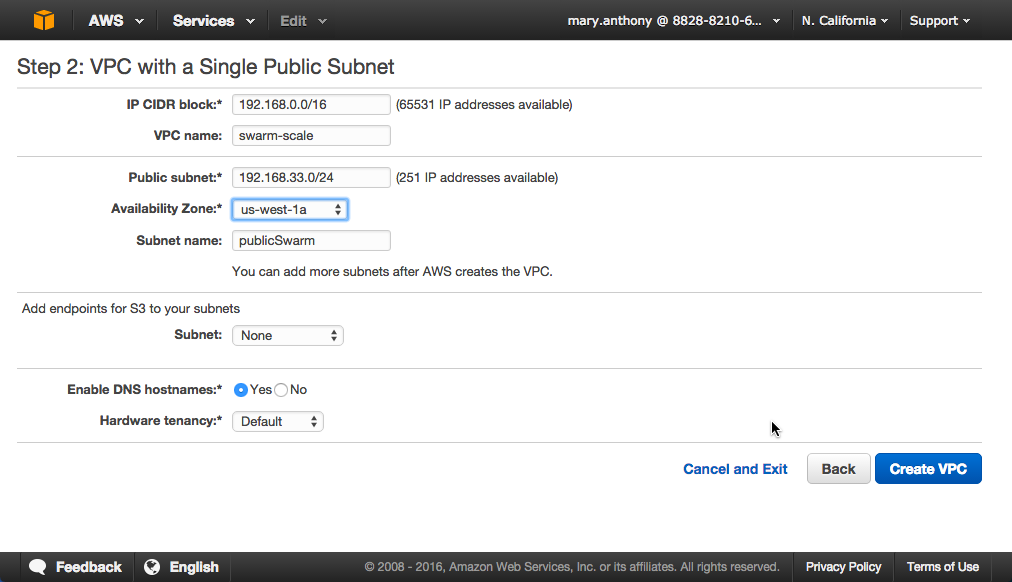 AWS Services Edit mary.anthony @ 8828-8210-6... N. California Support
Step 2: VPC with a Single Public Subnet
IP CIDR block:* 192.168.0.0/16 (65531 IP addresses available)
VPC name: swarm-scale
Public subnet:* 192.168.33.0/24 (251 IP addresses available)
Availability Zone:* us-west-1a
Subnet name: publicSwarm
You can add more subnets after AWS creates the VPC.
Add endpoints for S3 to your subnets
Subnet: None
Enable DNS hostnames:* Yes No
Hardware tenancy:* Default
Cancel and Exit Back Create VPC
Feedback English © 2008 - 2016, Amazon Web Services, Inc. or its affiliates. All rights reserved. Privacy Policy Terms of Use